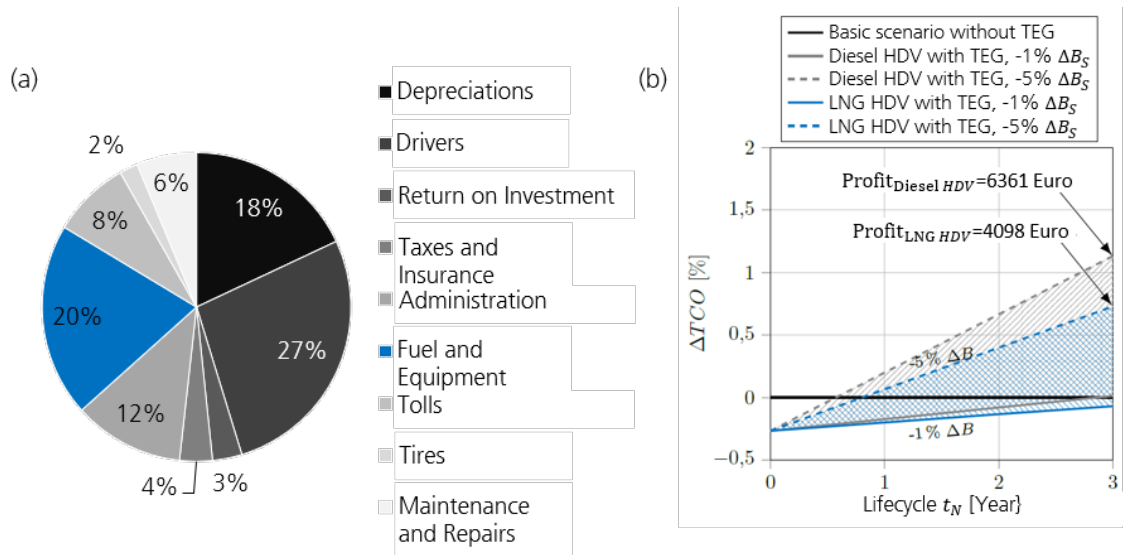 (a)
2%
6%
18%
8%
20%
27%
12%
4%
3%
Depreciations
Drivers
Return on Investment
Taxes and
Insurance
Administration
Fuel and
Equipment
Tolls
Tires
Maintenance
and Repairs
(b)
Basic scenario without TEG
Diesel HDV with TEG, -1% ΔB_S
Diesel HDV with TEG, -5% ΔB_S
LNG HDV with TEG, -1% ΔB_S
LNG HDV with TEG, -5% ΔB_S
2
1,5
1
0,5
0
−0,5
ΔTCO [%]
Profit_Diesel HDV=6361 Euro
Profit_LNG HDV=4098 Euro
-5% ΔB
-1% ΔB
0
1
2
3
Lifecycle t_N [Year}